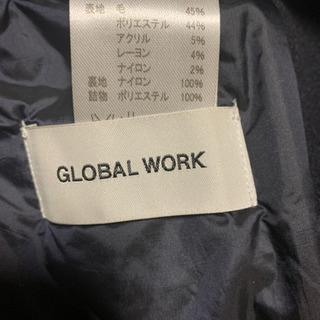 表地 毛 45%
ポリエステル 44%
アクリル 5%
レーヨン 4%
ナイロン 2%
裏地 ナイロン 100%
詰物 ポリエステル 100%
GLOBAL WORK